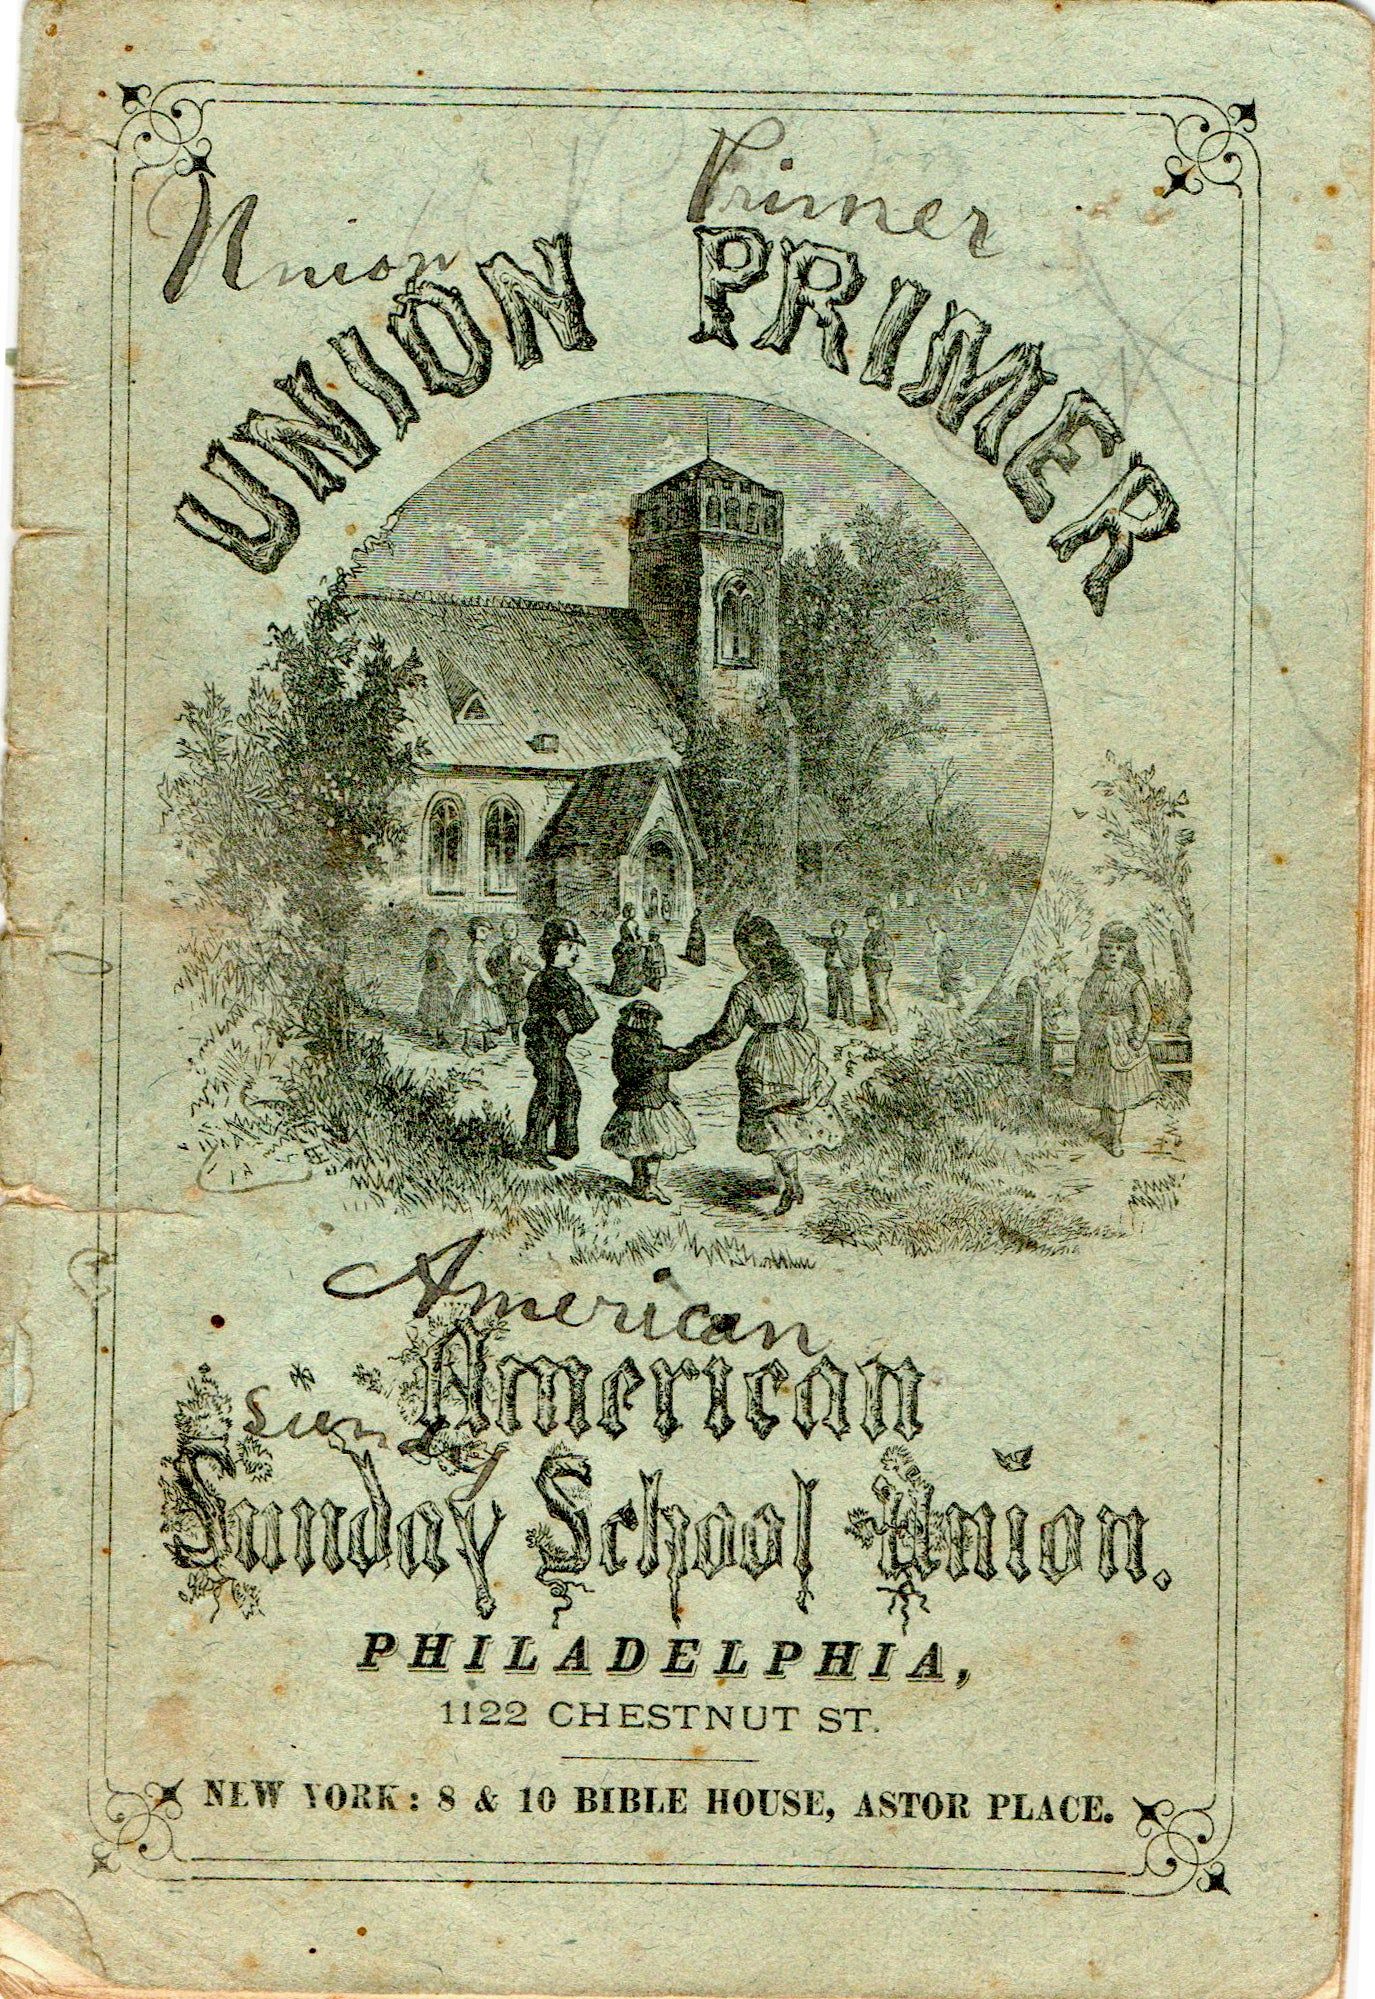 Union Primer
UNION PRIMER
American
American
Sunday
Sunday School Union.
PHILADELPHIA,
1122 CHESTNUT ST.
NEW YORK: 8 & 10 BIBLE HOUSE, ASTOR PLACE.